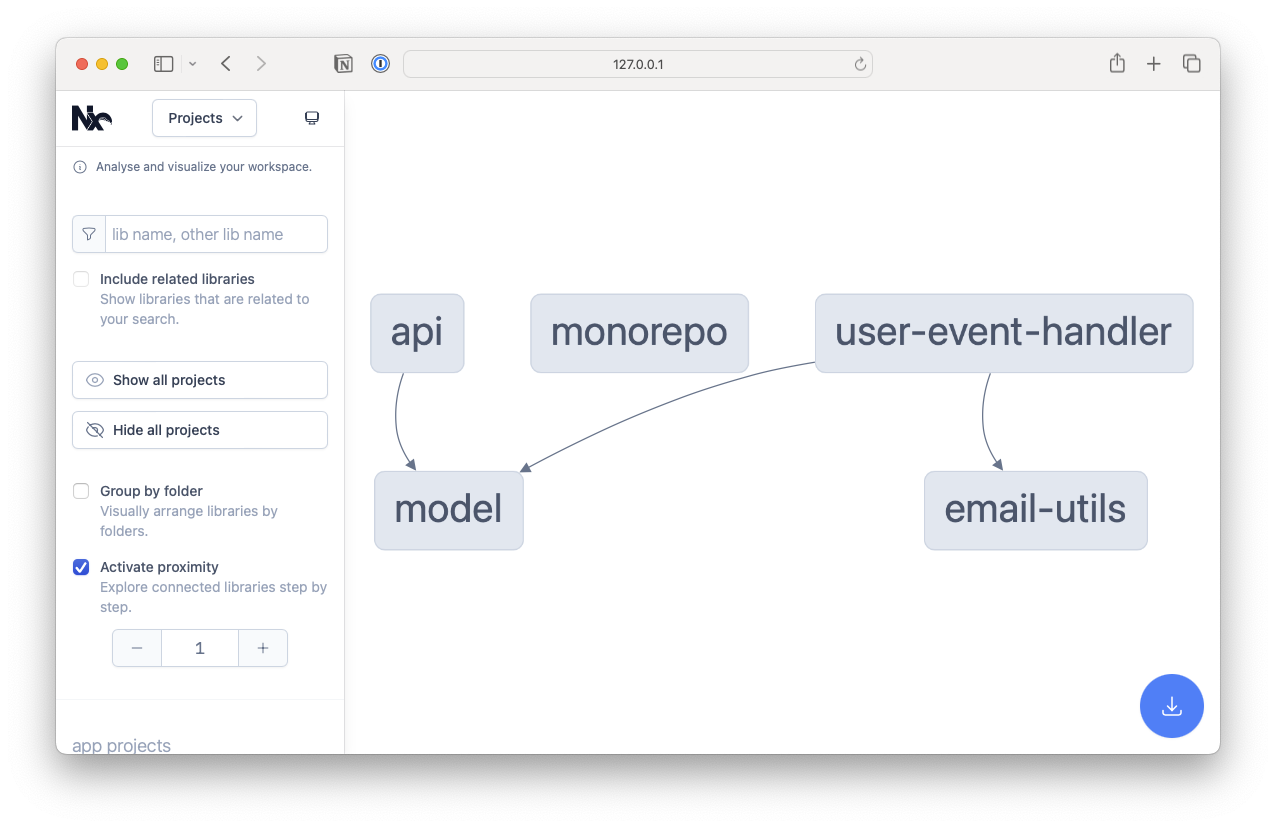 127.0.0.1
Nx
Projects
Analyse and visualize your workspace.
lib name, other lib name
Include related libraries
Show libraries that are related to
your search.
Show all projects
Hide all projects
Group by folder
Visually arrange libraries by
folders.
Activate proximity
Explore connected libraries step by
step.
1
app projects
api
monorepo
user-event-handler
model
email-utils